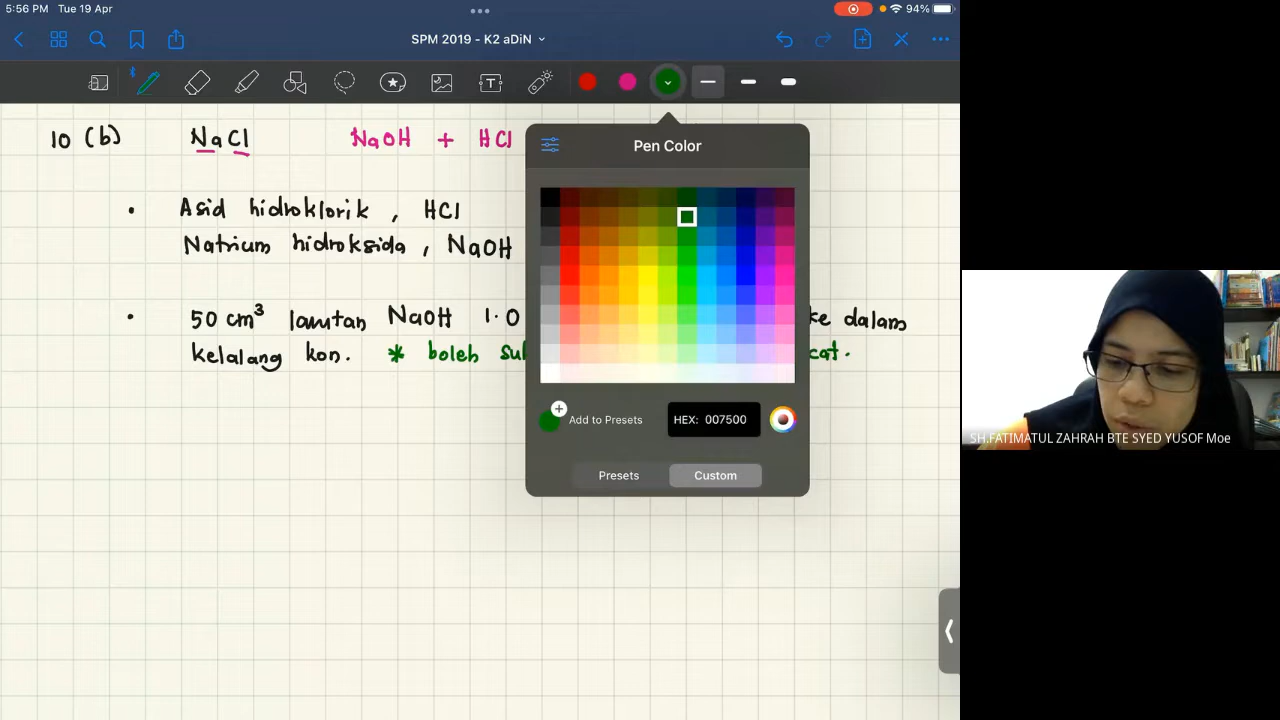 5:56 PM Tue 19 Apr
94%
SPM 2019 - K2 aDiN
T
10 (b) NaCl NaOH + HCl
Pen Color
• Asid hidroklorik , HCl
Natrium hidroksida , NaOH
• 50 cm³ larutan NaOH 1.0 ke dalam
kelalang kon. * boleh cat.
Add to Presets
HEX: 007500
Presets
Custom
SH.FATIMATUL ZAHRAH BTE SYED YUSOF Moe